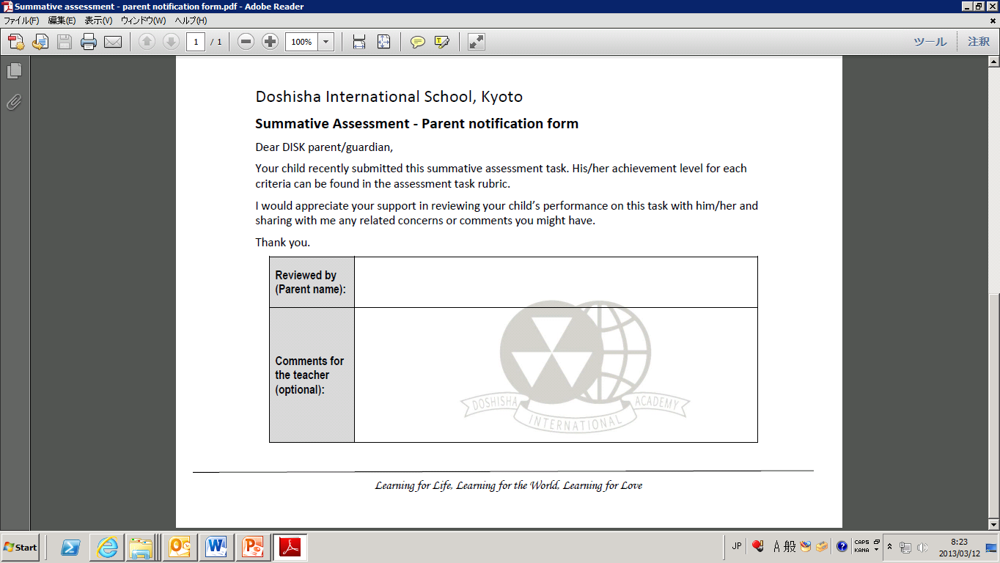 Summative assessment - parent notification form.pdf - Adobe Reader
ファイル(F) 編集(E) 表示(V) ウィンドウ(W) ヘルプ(H)
1 / 1 100% ツール 注釈
Doshisha International School, Kyoto
Summative Assessment - Parent notification form
Dear DISK parent/guardian,
Your child recently submitted this summative assessment task. His/her achievement level for each
criteria can be found in the assessment task rubric.
I would appreciate your support in reviewing your child’s performance on this task with him/her and
sharing with me any related concerns or comments you might have.
Thank you.
Reviewed by
(Parent name):
Comments for
the teacher
(optional):
DOSHISHA INTERNATIONAL ACADEMY
Learning for Life, Learning for the World, Learning for Love
Start
JP A 般 CAPS
KANA
8:23
2013/03/12